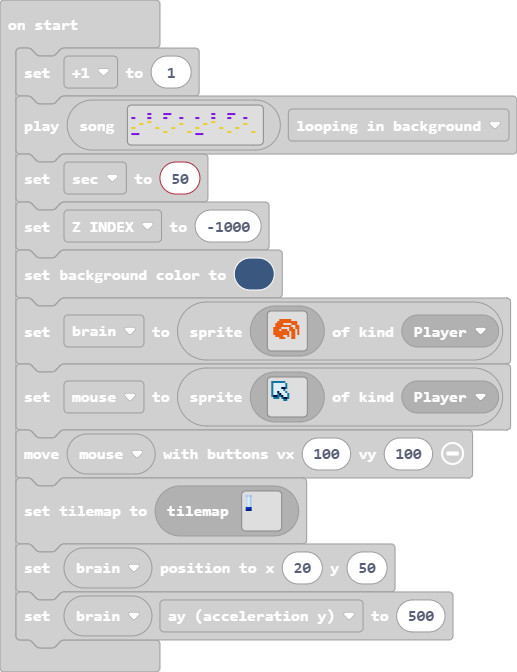 on start
set +1 to 1
play song looping in background
set sec to 50
set Z INDEX to -1000
set background color to
set brain to sprite of kind Player
set mouse to sprite of kind Player
move mouse with buttons vx 100 vy 100
set tilemap to tilemap
set brain position to x 20 y 50
set brain ay (acceleration y) to 500